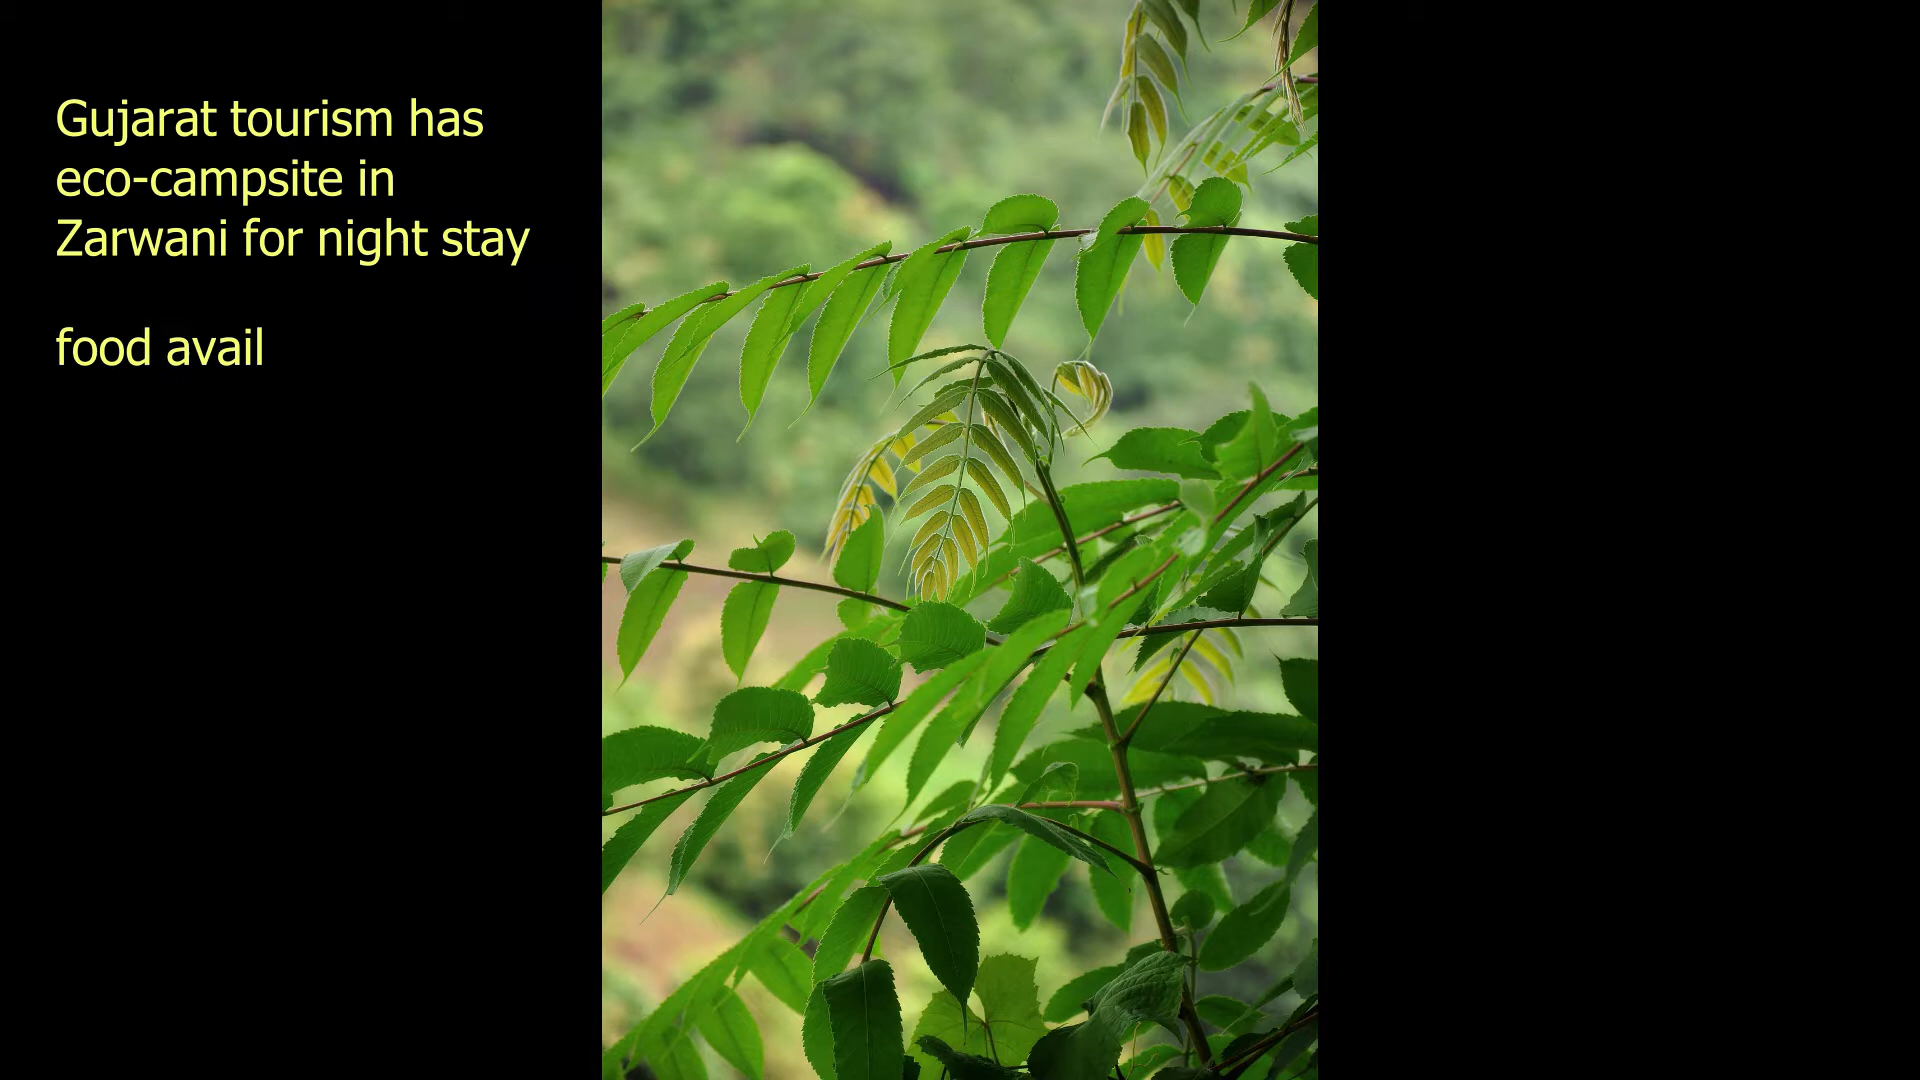 Gujarat tourism has
eco-campsite in
Zarwani for night stay
food avail